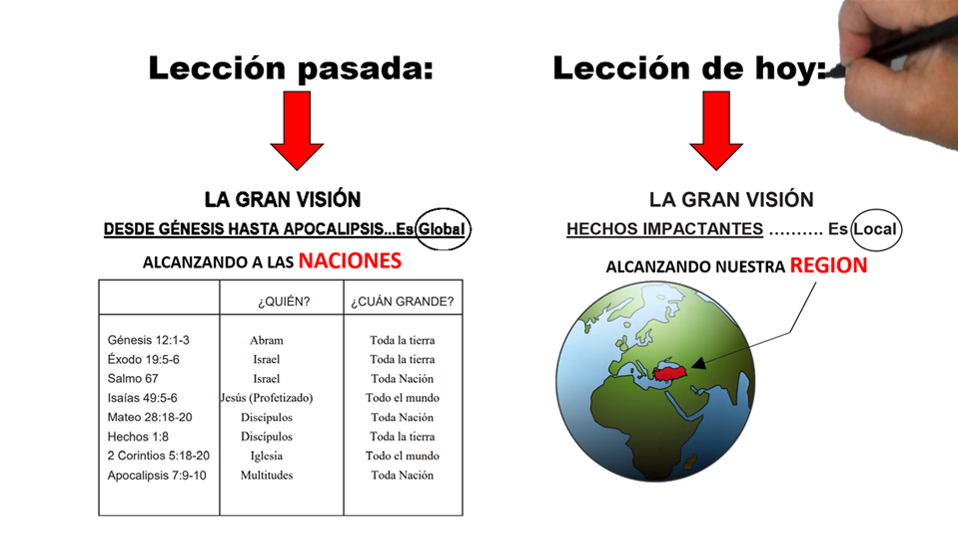 Lección pasada:
LA GRAN VISIÓN
DESDE GÉNESIS HASTA APOCALIPSIS...Es Global
ALCANZANDO A LAS NACIONES
¿QUIÉN? ¿CUÁN GRANDE?
Génesis 12:1-3 Abram Toda la tierra
Éxodo 19:5-6 Israel Toda la tierra
Salmo 67 Israel Toda Nación
Isaías 49:5-6 Jesús (Profetizado) Todo el mundo
Mateo 28:18-20 Discípulos Toda Nación
Hechos 1:8 Discípulos Toda la tierra
2 Corintios 5:18-20 Iglesia Todo el mundo
Apocalipsis 7:9-10 Multitudes Toda Nación
Lección de hoy:
LA GRAN VISIÓN
HECHOS IMPACTANTES .......... Es Local
ALCANZANDO NUESTRA REGION